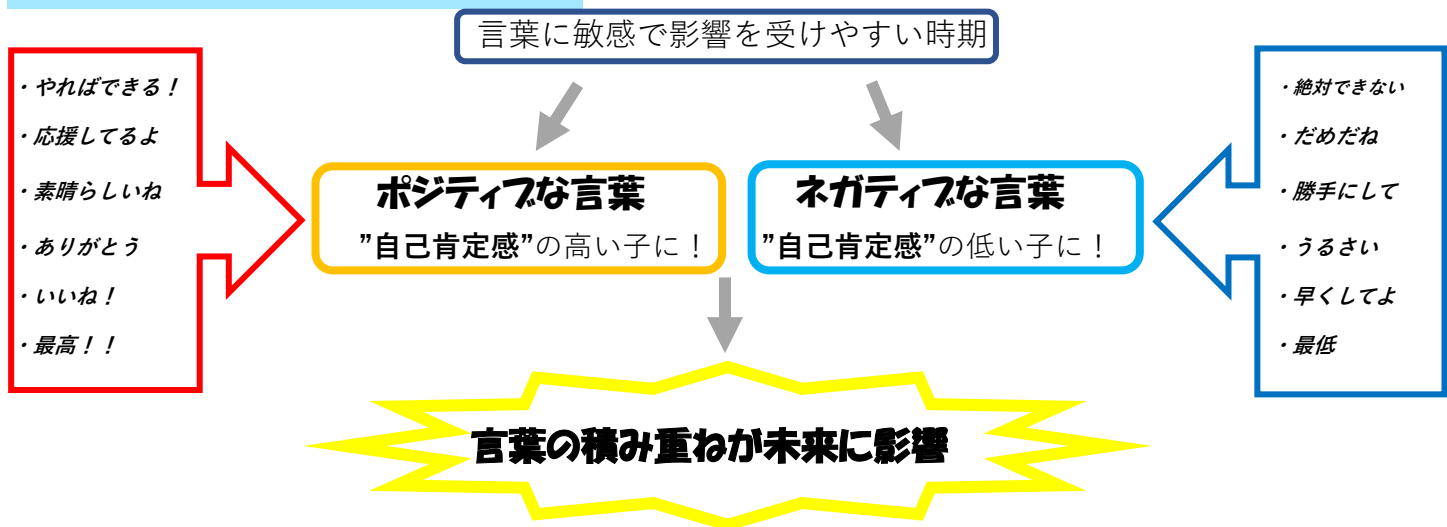 言葉に敏感で影響を受けやすい時期
・やればできる！
・応援してるよ
・素晴らしいね
・ありがとう
・いいね！
・最高！！
ポジティブな言葉
”自己肯定感”の高い子に！
ネガティブな言葉
”自己肯定感”の低い子に！
・絶対できない
・だめだね
・勝手にして
・うるさい
・早くしてよ
・最低
言葉の積み重ねが未来に影響